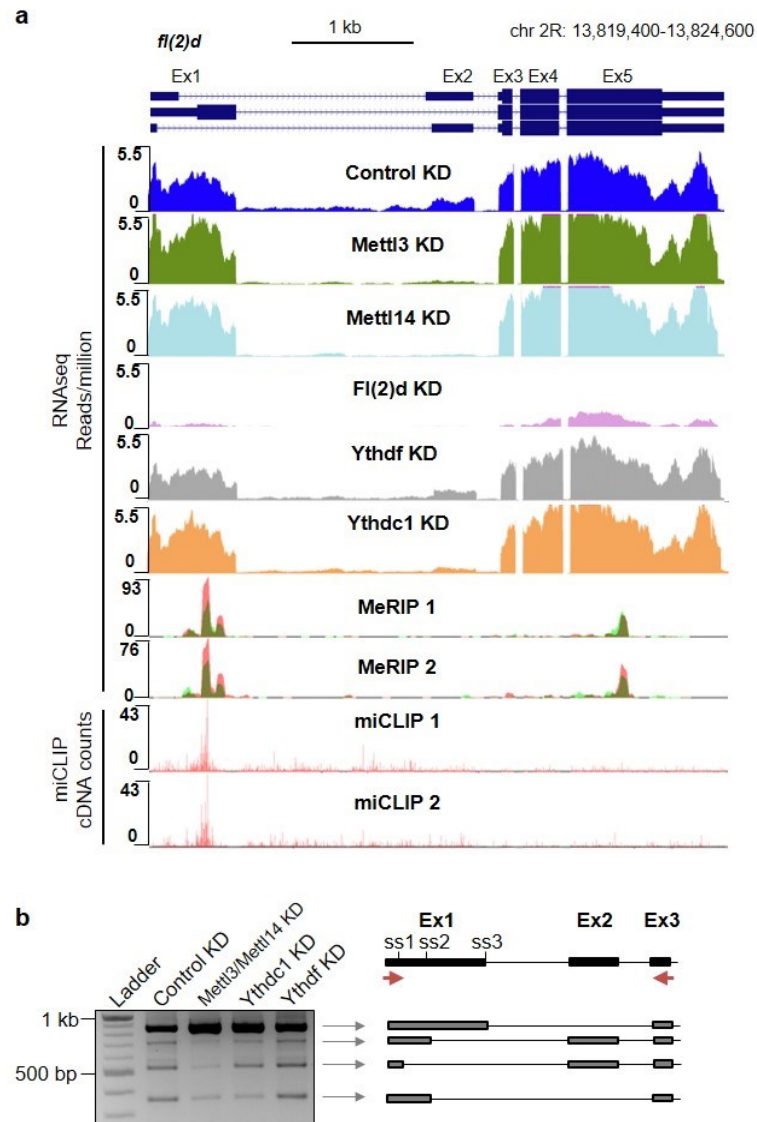 a
fl(2)d
1 kb
chr 2R: 13,819,400-13,824,600
Ex1 Ex2 Ex3 Ex4 Ex5
RNAseq
Reads/million
5.5
0
Control KD
5.5
0
Mettl3 KD
5.5
0
Mettl14 KD
5.5
0
Fl(2)d KD
5.5
0
Ythdf KD
5.5
0
Ythdc1 KD
93
0
MeRIP 1
76
0
MeRIP 2
miCLIP
cDNA counts
43
0
miCLIP 1
43
0
miCLIP 2
b
Ladder
Control KD
Mettl3/Mettl14 KD
Ythdc1 KD
Ythdf KD
1 kb
500 bp
Ex1 Ex2 Ex3
ss1 ss2 ss3